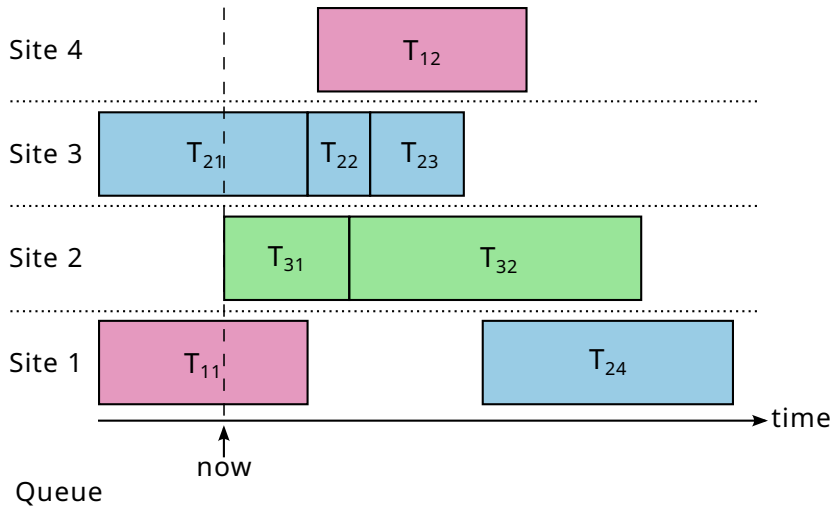 Site 4 T₁₂
Site 3 T₂₁ T₂₂ T₂₃
Site 2 T₃₁ T₃₂
Site 1 T₁₁ T₂₄
time
now
Queue